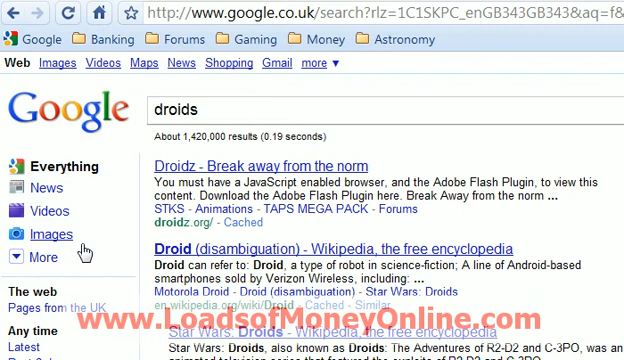 http://www.google.co.uk/search?rlz=1C1SKPC_enGB343GB343&aq=f&
Google Banking Forums Gaming Money Astronomy
Web Images Videos Maps News Shopping Gmail more ▼
Google
droids
About 1,420,000 results (0.19 seconds)
Everything
News
Videos
Images
More
The web
Pages from the UK
Any time
Latest
Droidz - Break away from the norm
You must have a JavaScript enabled browser, and the Adobe Flash Plugin, to view this
content. Download the Adobe Flash Plugin here. Break Away from the norm ...
STKS - Animations - TAPS MEGA PACK - Forums
droidz.org/ - Cached
Droid (disambiguation) - Wikipedia, the free encyclopedia
Droid can refer to: Droid, a type of robot in science-fiction; A line of Android-based
smartphones sold by Verizon Wireless, including: ...
Motorola Droid - Droid (disambiguation) - Star Wars: Droids
en.wikipedia.org/wiki/Droid - Cached - Similar
www.LoadsofMoneyOnline.com
Star Wars: Droids - Wikipedia, the free encyclopedia
Star Wars: Droids, also known as Droids: The Adventures of R2-D2 and C-3PO, was an